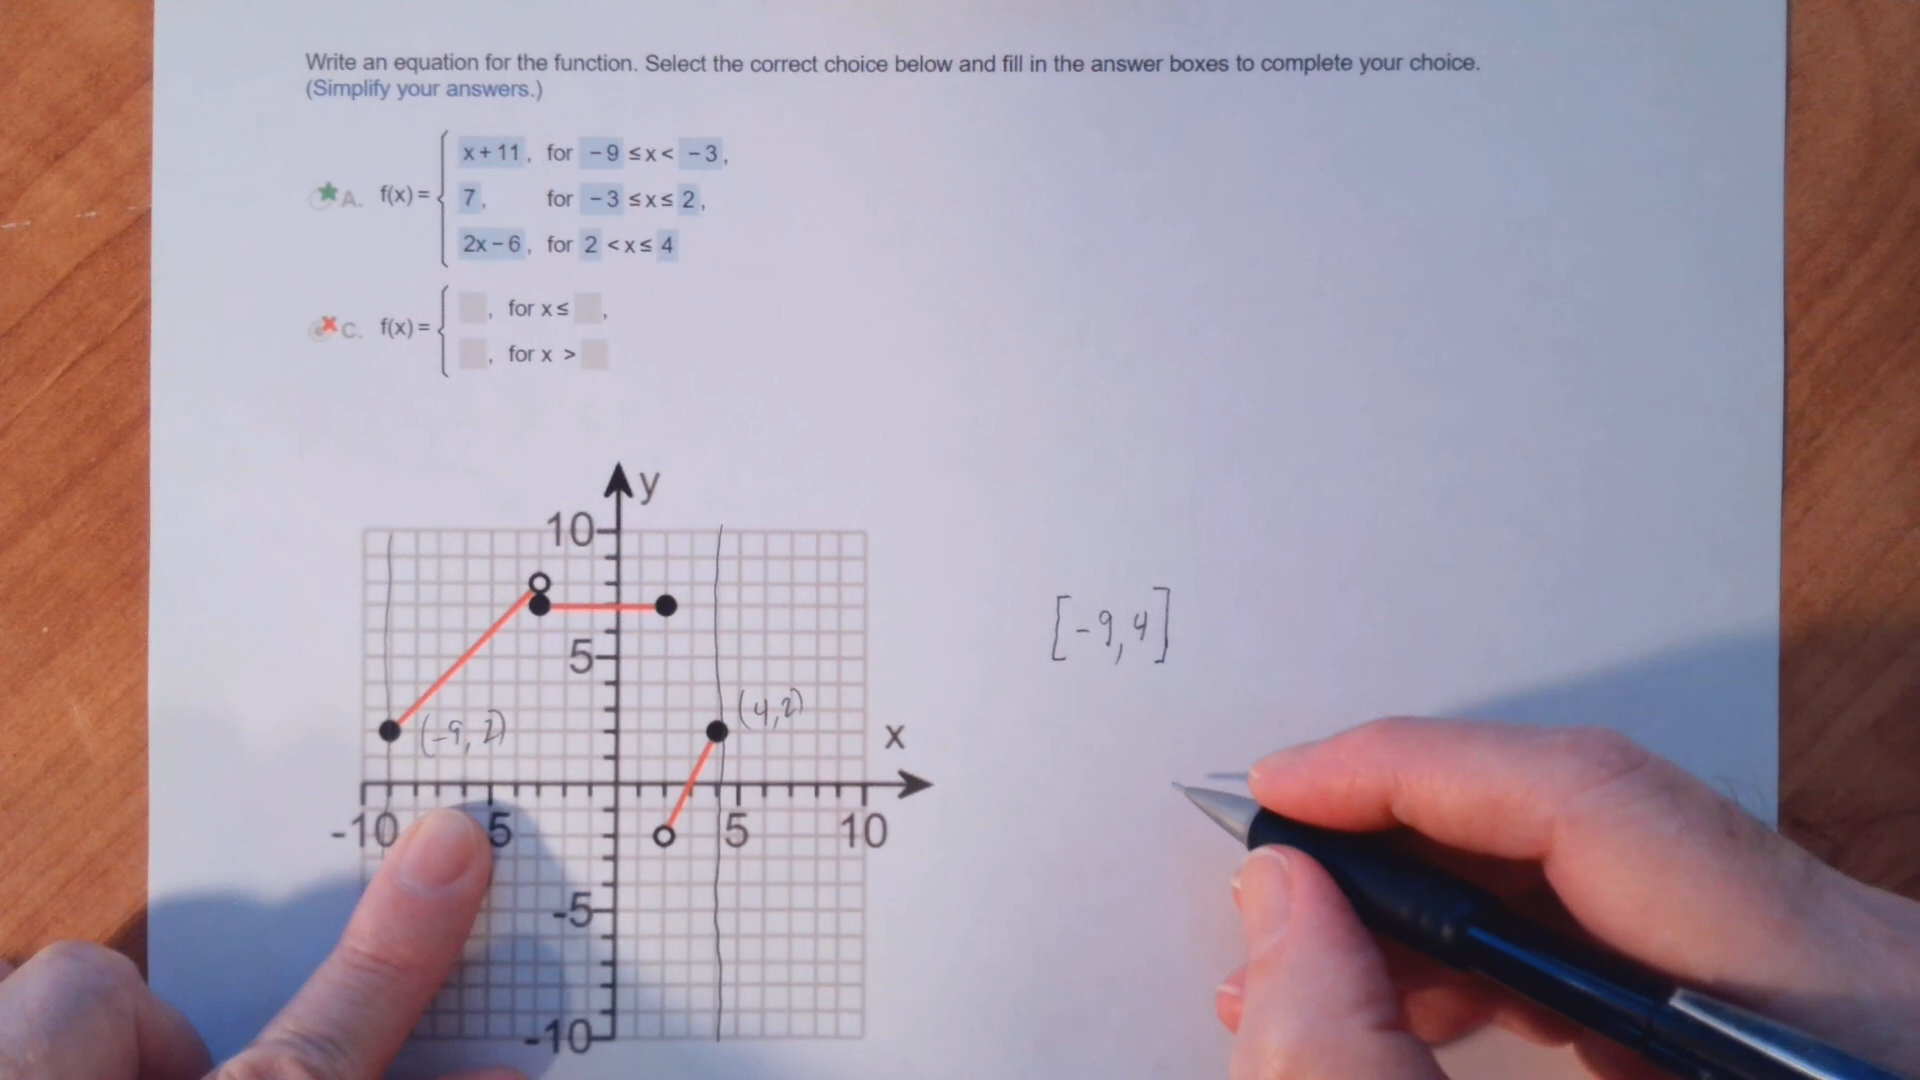 Write an equation for the function. Select the correct choice below and fill in the answer boxes to complete your choice.
(Simplify your answers.)
x + 11, for - 9 ≤ x < - 3,
A. f(x) = 7, for - 3 ≤ x ≤ 2,
2x - 6, for 2 < x ≤ 4
, for x ≤ ,
C. f(x) =
, for x >
y
10
5
[-9,4]
(4,2)
(-9, 2)
x
-10 5 5 10
-5
-10